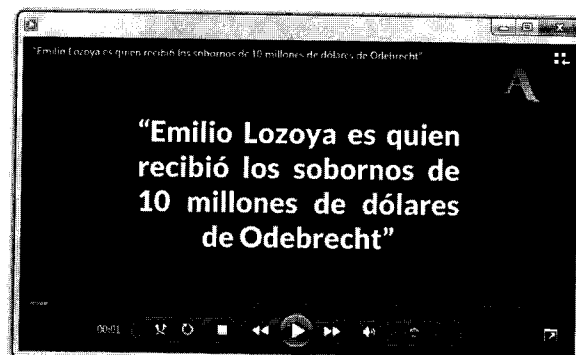 "Emilio Lozoya es quien recibió los sobornos de 10 millones de dólares de Odebrecht"
A
“Emilio Lozoya es quien
recibió los sobornos de
10 millones de dólares
de Odebrecht”
00:01